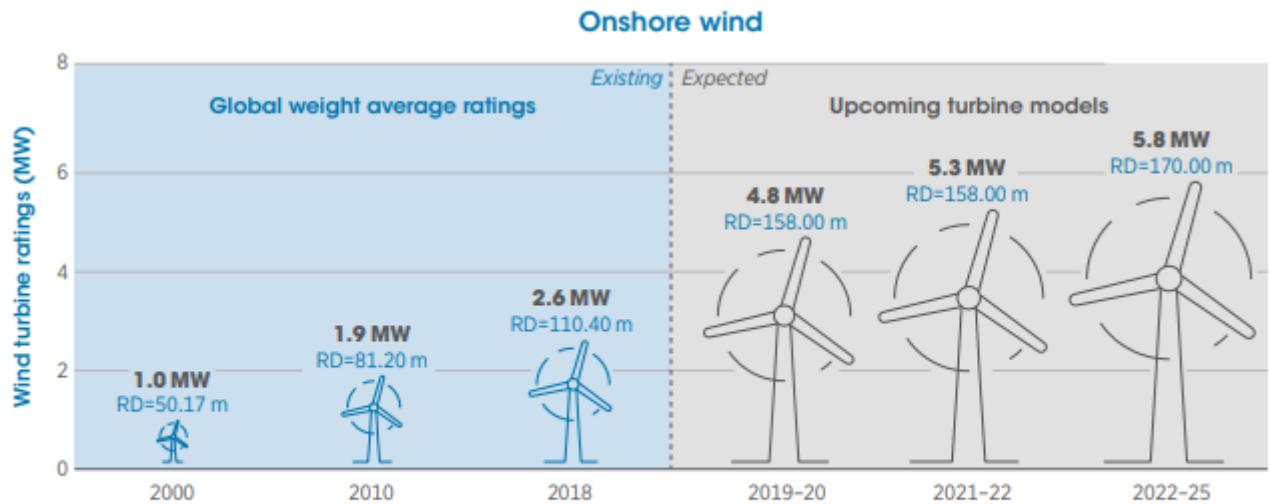 Onshore wind
Wind turbine ratings (MW)
8
6
4
2
0
Existing
Expected
Global weight average ratings
Upcoming turbine models
1.0 MW
RD=50.17 m
1.9 MW
RD=81.20 m
2.6 MW
RD=110.40 m
4.8 MW
RD=158.00 m
5.3 MW
RD=158.00 m
5.8 MW
RD=170.00 m
2000
2010
2018
2019-20
2021-22
2022-25